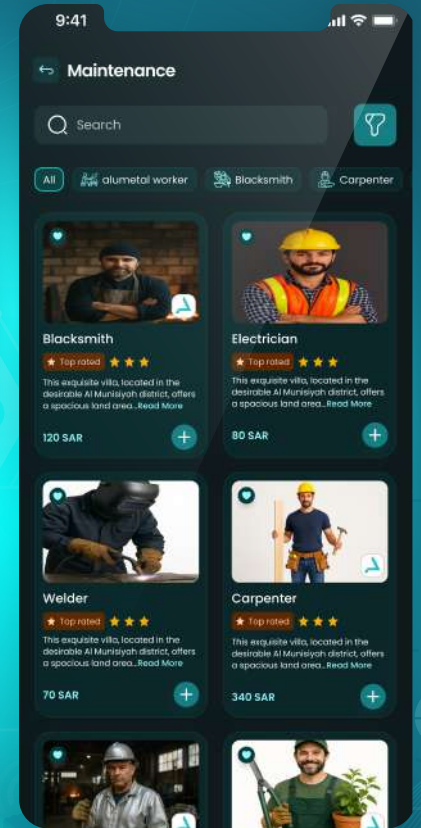 9:41
Maintenance
Search
All
alumetal worker
Blacksmith
Carpenter
Blacksmith
Top rated
This exquisite villa, located in the
desirable Al Munisiyah district, offers
a spacious land area...Read More
120 SAR
Electrician
Top rated
This exquisite villa, located in the
desirable Al Munisiyah district, offers
a spacious land area...Read More
80 SAR
Welder
Top rated
This exquisite villa, located in the
desirable Al Munisiyah district, offers
a spacious land area...Read More
70 SAR
Carpenter
Top rated
This exquisite villa, located in the
desirable Al Munisiyah district, offers
a spacious land area...Read More
340 SAR